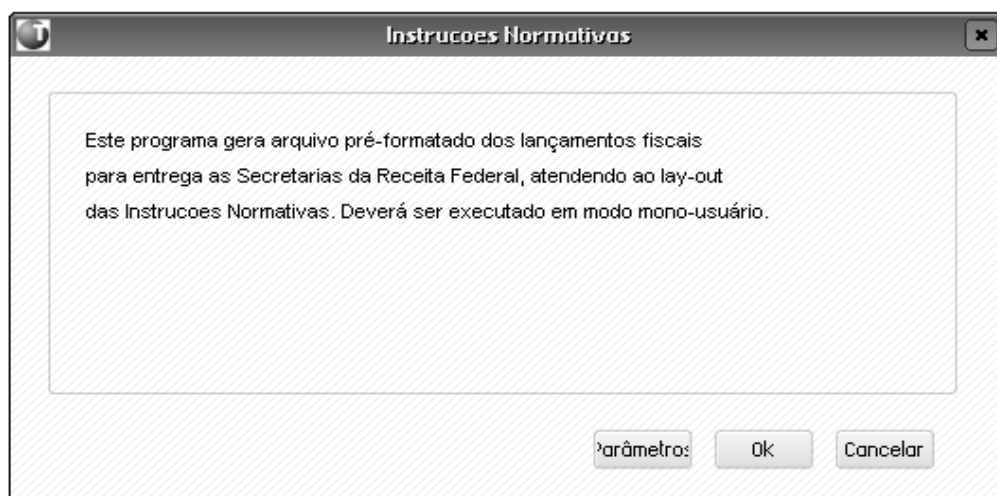 Instrucoes Normativas
Este programa gera arquivo pré-formatado dos lançamentos fiscais
para entrega as Secretarias da Receita Federal, atendendo ao lay-out
das Instrucoes Normativas. Deverá ser executado em modo mono-usuário.
Parâmetros Ok Cancelar